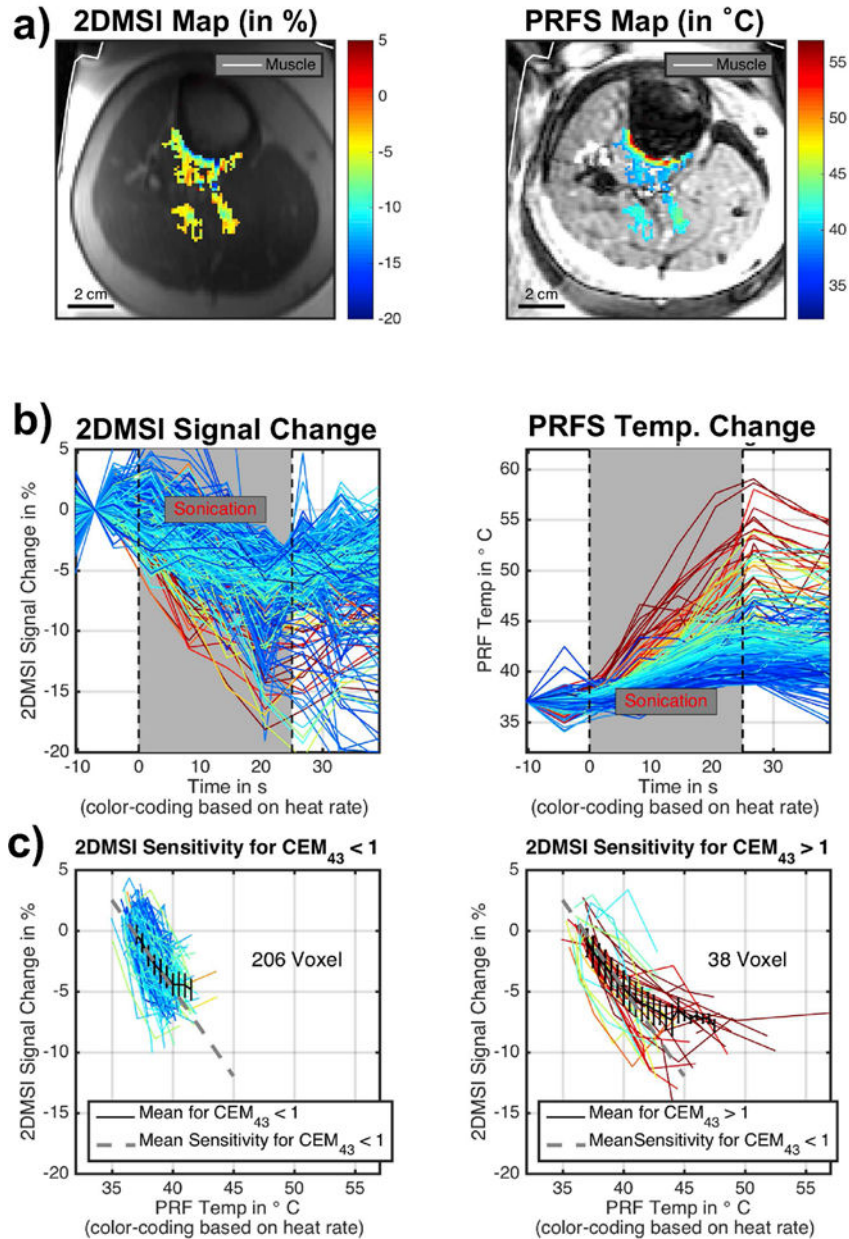 a) 2DMSI Map (in %) PRFS Map (in °C)
Muscle
2 cm
5
0
-5
-10
-15
-20
Muscle
2 cm
55
50
45
40
35
b) 2DMSI Signal Change PRFS Temp. Change
2DMSI Signal Change in %
5
0
-5
-10
-15
-20
Sonication
-10 0 10 20 30
Time in s
(color-coding based on heat rate)
PRF Temp in ° C
60
55
50
45
40
35
Sonication
-10 0 10 20 30
Time in s
(color-coding based on heat rate)
c) 2DMSI Sensitivity for CEM43 < 1 2DMSI Sensitivity for CEM43 > 1
2DMSI Signal Change in %
5
0
-5
-10
-15
-20
206 Voxel
Mean for CEM43 < 1
Mean Sensitivity for CEM43 < 1
35 40 45 50 55
PRF Temp in ° C
(color-coding based on heat rate)
2DMSI Signal Change in %
5
0
-5
-10
-15
-20
38 Voxel
Mean for CEM43 > 1
MeanSensitivity for CEM43 < 1
35 40 45 50 55
PRF Temp in ° C
(color-coding based on heat rate)